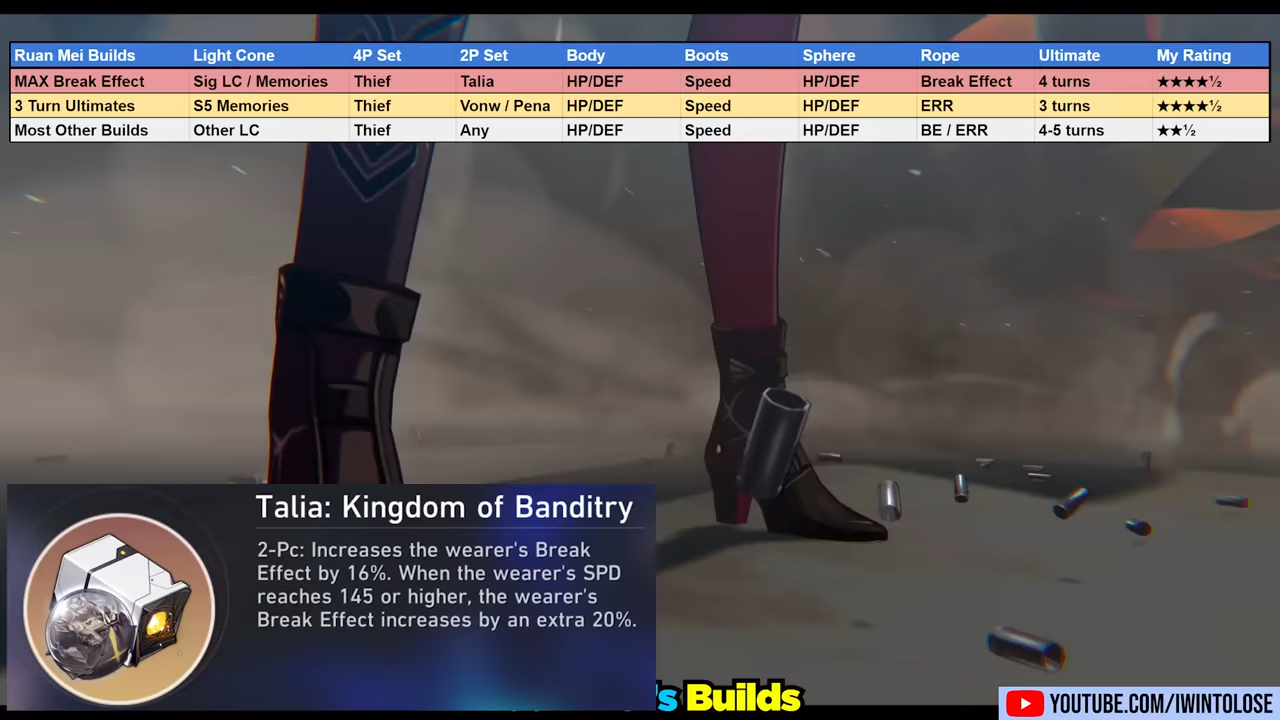 Ruan Mei Builds Light Cone 4P Set 2P Set Body Boots Sphere Rope Ultimate My Rating
MAX Break Effect Sig LC / Memories Thief Talia HP/DEF Speed HP/DEF Break Effect 4 turns ★★★★½
3 Turn Ultimates S5 Memories Thief Vonw / Pena HP/DEF Speed HP/DEF ERR 3 turns ★★★★½
Most Other Builds Other LC Thief Any HP/DEF Speed HP/DEF BE / ERR 4-5 turns ★★½
Talia: Kingdom of Banditry
2-Pc: Increases the wearer's Break
Effect by 16%. When the wearer's SPD
reaches 145 or higher, the wearer's
Break Effect increases by an extra 20%.
's Builds
YOUTUBE.COM/IWINTOLOSE